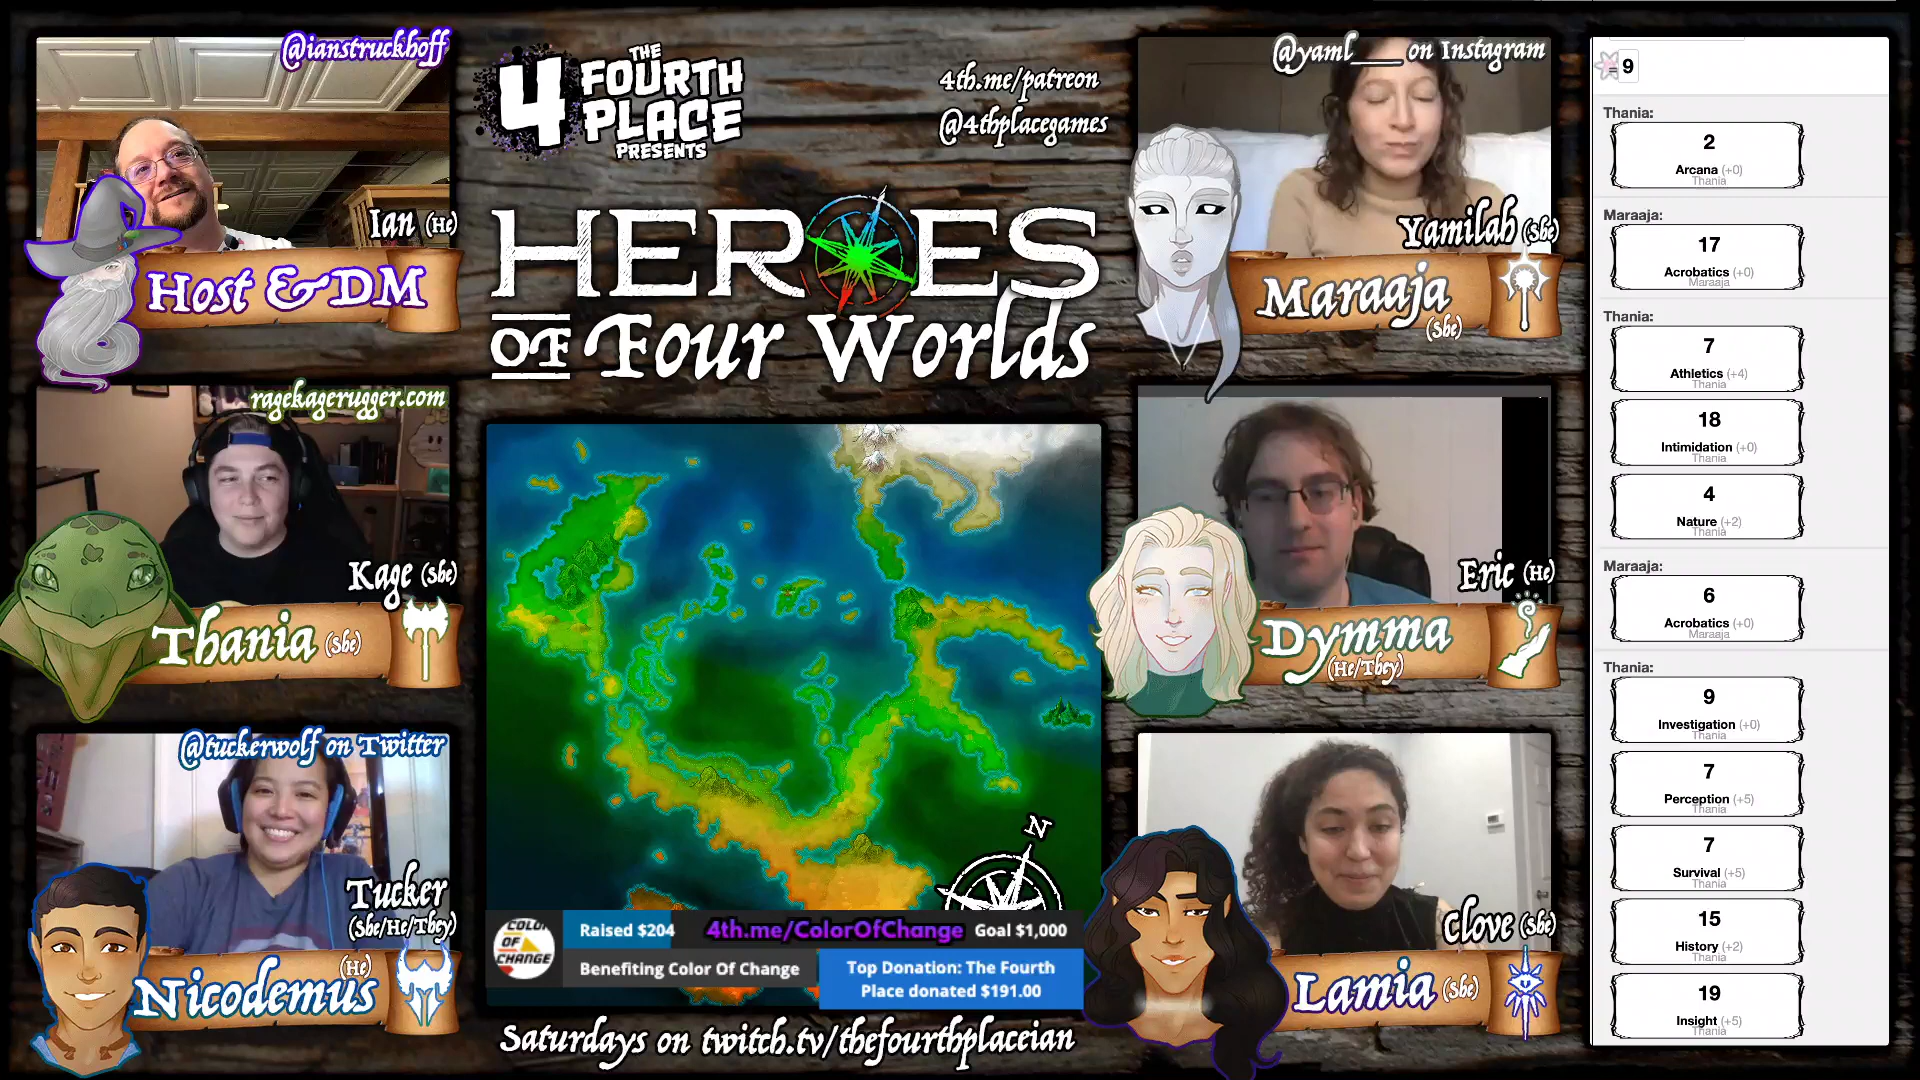 @ianstruckhoff
Ian (He)
Host & DM
ragekagerugger.com
Kage (She)
Thania (She)
@tuckerwolf on Twitter
Tucker
(She/He/They)
(He)
Nicodemus
4
THE
FOURTH
PLACE
PRESENTS
4th.me/patreon
@4thplacegames
HEROES
OF Four Worlds
N
COLOR
OF
CHANGE
Raised $204
4th.me/ColorOfChange
Goal $1,000
Benefiting Color Of Change
Top Donation: The Fourth
Place donated $191.00
Saturdays on twitch.tv/thefourthplaceian
@yaml___ on Instagram
Yamilah (She)
Maraaja
(She)
Eric (He)
Dymma
(He/They)
Clove (She)
Lamia (She)
= 9
Thania:
2
Arcana (+0)
Thania
Maraaja:
17
Acrobatics (+0)
Maraaja
Thania:
7
Athletics (+4)
Thania
18
Intimidation (+0)
Thania
4
Nature (+2)
Thania
Maraaja:
6
Acrobatics (+0)
Maraaja
Thania:
9
Investigation (+0)
Thania
7
Perception (+5)
Thania
7
Survival (+5)
Thania
15
History (+2)
Thania
19
Insight (+5)
Thania